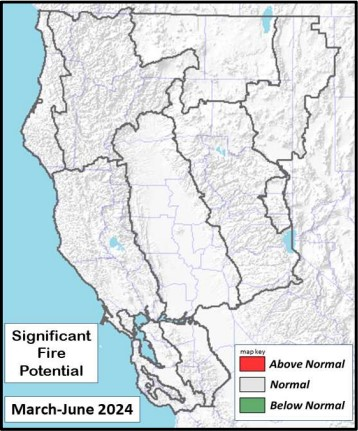 Significant
Fire
Potential
March-June 2024
map key
Above Normal
Normal
Below Normal